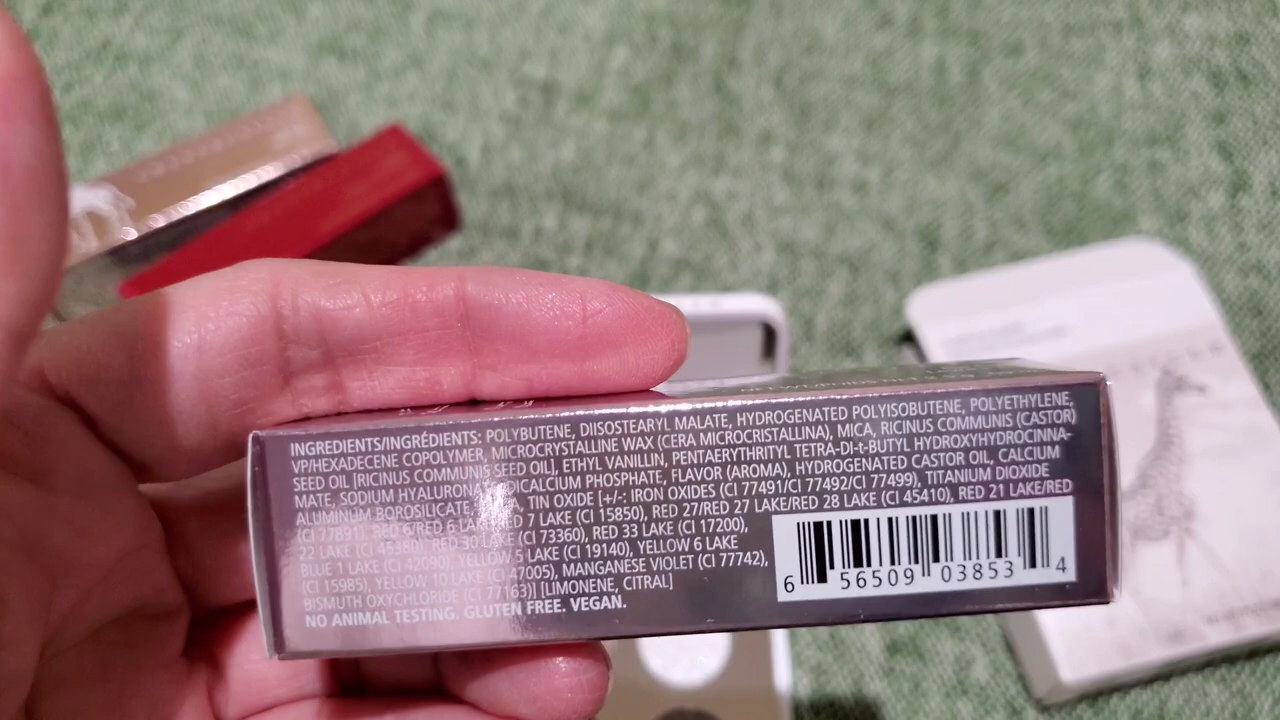 INGREDIENTS/INGRÉDIENTS: POLYBUTENE, DIISOSTEARYL MALATE, HYDROGENATED POLYISOBUTENE, POLYETHYLENE,
VP/HEXADECENE COPOLYMER, MICROCRYSTALLINE WAX (CERA MICROCRISTALLINA), MICA, RICINUS COMMUNIS (CASTOR)
SEED OIL [RICINUS COMMUNIS SEED OIL], ETHYL VANILLIN, PENTAERYTHRITYL TETRA-DI-t-BUTYL HYDROXYHYDROCINNA-
MATE, SODIUM DICALCIUM PHOSPHATE, FLAVOR (AROMA), HYDROGENATED CASTOR OIL, CALCIUM
ALUMINUM BOROSILICATE, TIN OXIDE [+/-: IRON OXIDES (CI 77491/CI 77492/CI 77499), TITANIUM DIOXIDE
(CI 77891), RED 6/RED 6 LAKE 7 LAKE (CI 15850), RED 27/RED 27 LAKE/RED 28 LAKE (CI 45410), RED 21 LAKE/RED
22 LAKE (CI 45380), RED 30 LAKE (CI 73360), RED 33 LAKE (CI 17200),
BLUE 1 LAKE (CI 42090), YELLOW 5 LAKE (CI 19140), YELLOW 6 LAKE
(CI 15985), YELLOW 10 LAKE (CI 47005), MANGANESE VIOLET (CI 77742),
BISMUTH OXYCHLORIDE (CI 77163)] [LIMONENE, CITRAL]
NO ANIMAL TESTING. GLUTEN FREE. VEGAN.
6 56509 03853 4